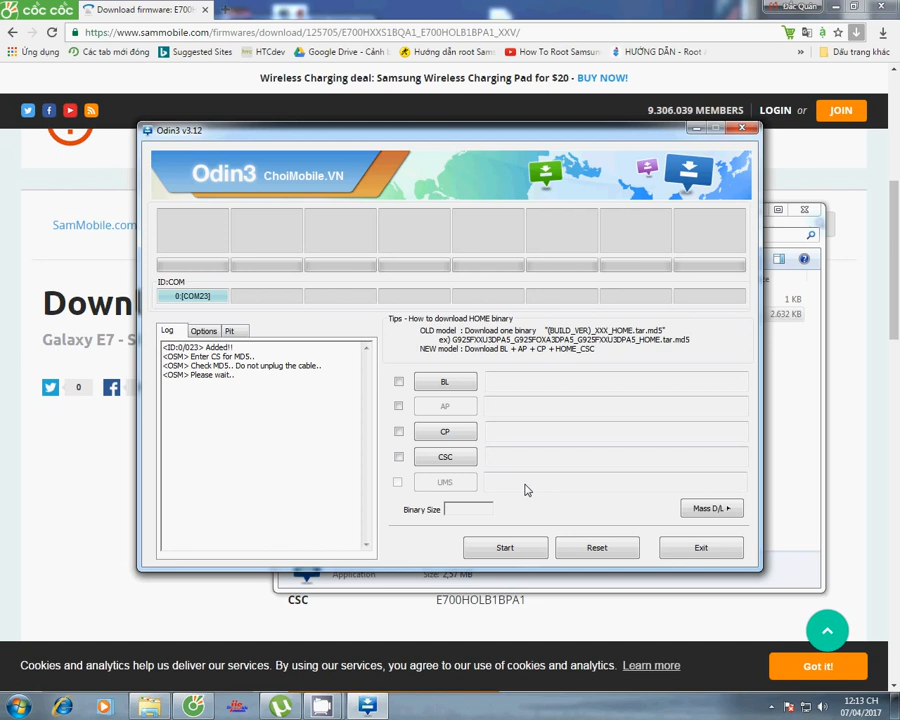 cốc cốc
Download firmware: E700H
Đắc Quân
https://www.sammobile.com/firmwares/download/125705/E700HXXS1BQA1_E700HOLB1BPA1_XXV/
Ứng dụng
Các tab mới đóng
Suggested Sites
HTCdev
Google Drive - Cảnh
Hướng dẫn root Sam
How To Root Samsu
HƯỚNG DẪN - Root
Dấu trang khác
Wireless Charging deal: Samsung Wireless Charging Pad for $20 - BUY NOW!
9.306.039 MEMBERS
LOGIN or
JOIN
Odin3 v3.12
Odin3 ChoiMobile.VN
SamMobile.com
ID:COM
0:[COM23]
1 KB
2.632 KB
Down
Galaxy E7 - S
0
Log
Options
Pit
<ID:0/023> Added!!
<OSM> Enter CS for MD5..
<OSM> Check MD5.. Do not unplug the cable..
<OSM> Please wait..
Tips - How to download HOME binary
OLD model : Download one binary "(BUILD_VER)_XXX_HOME.tar.md5"
ex) G925FXXU3DPA5_G925FOXA3DPA5_G925FXXU3DPA5_HOME.tar.md5
NEW model : Download BL + AP + CP + HOME_CSC
BL
AP
CP
CSC
UMS
Binary Size
Mass D/L
Start
Reset
Exit
Application
Size: 2,57 MB
CSC
E700HOLB1BPA1
Cookies and analytics help us deliver our services. By using our services, you agree to our use of cookies and analytics. Learn more
Got it!
12:13 CH
07/04/2017